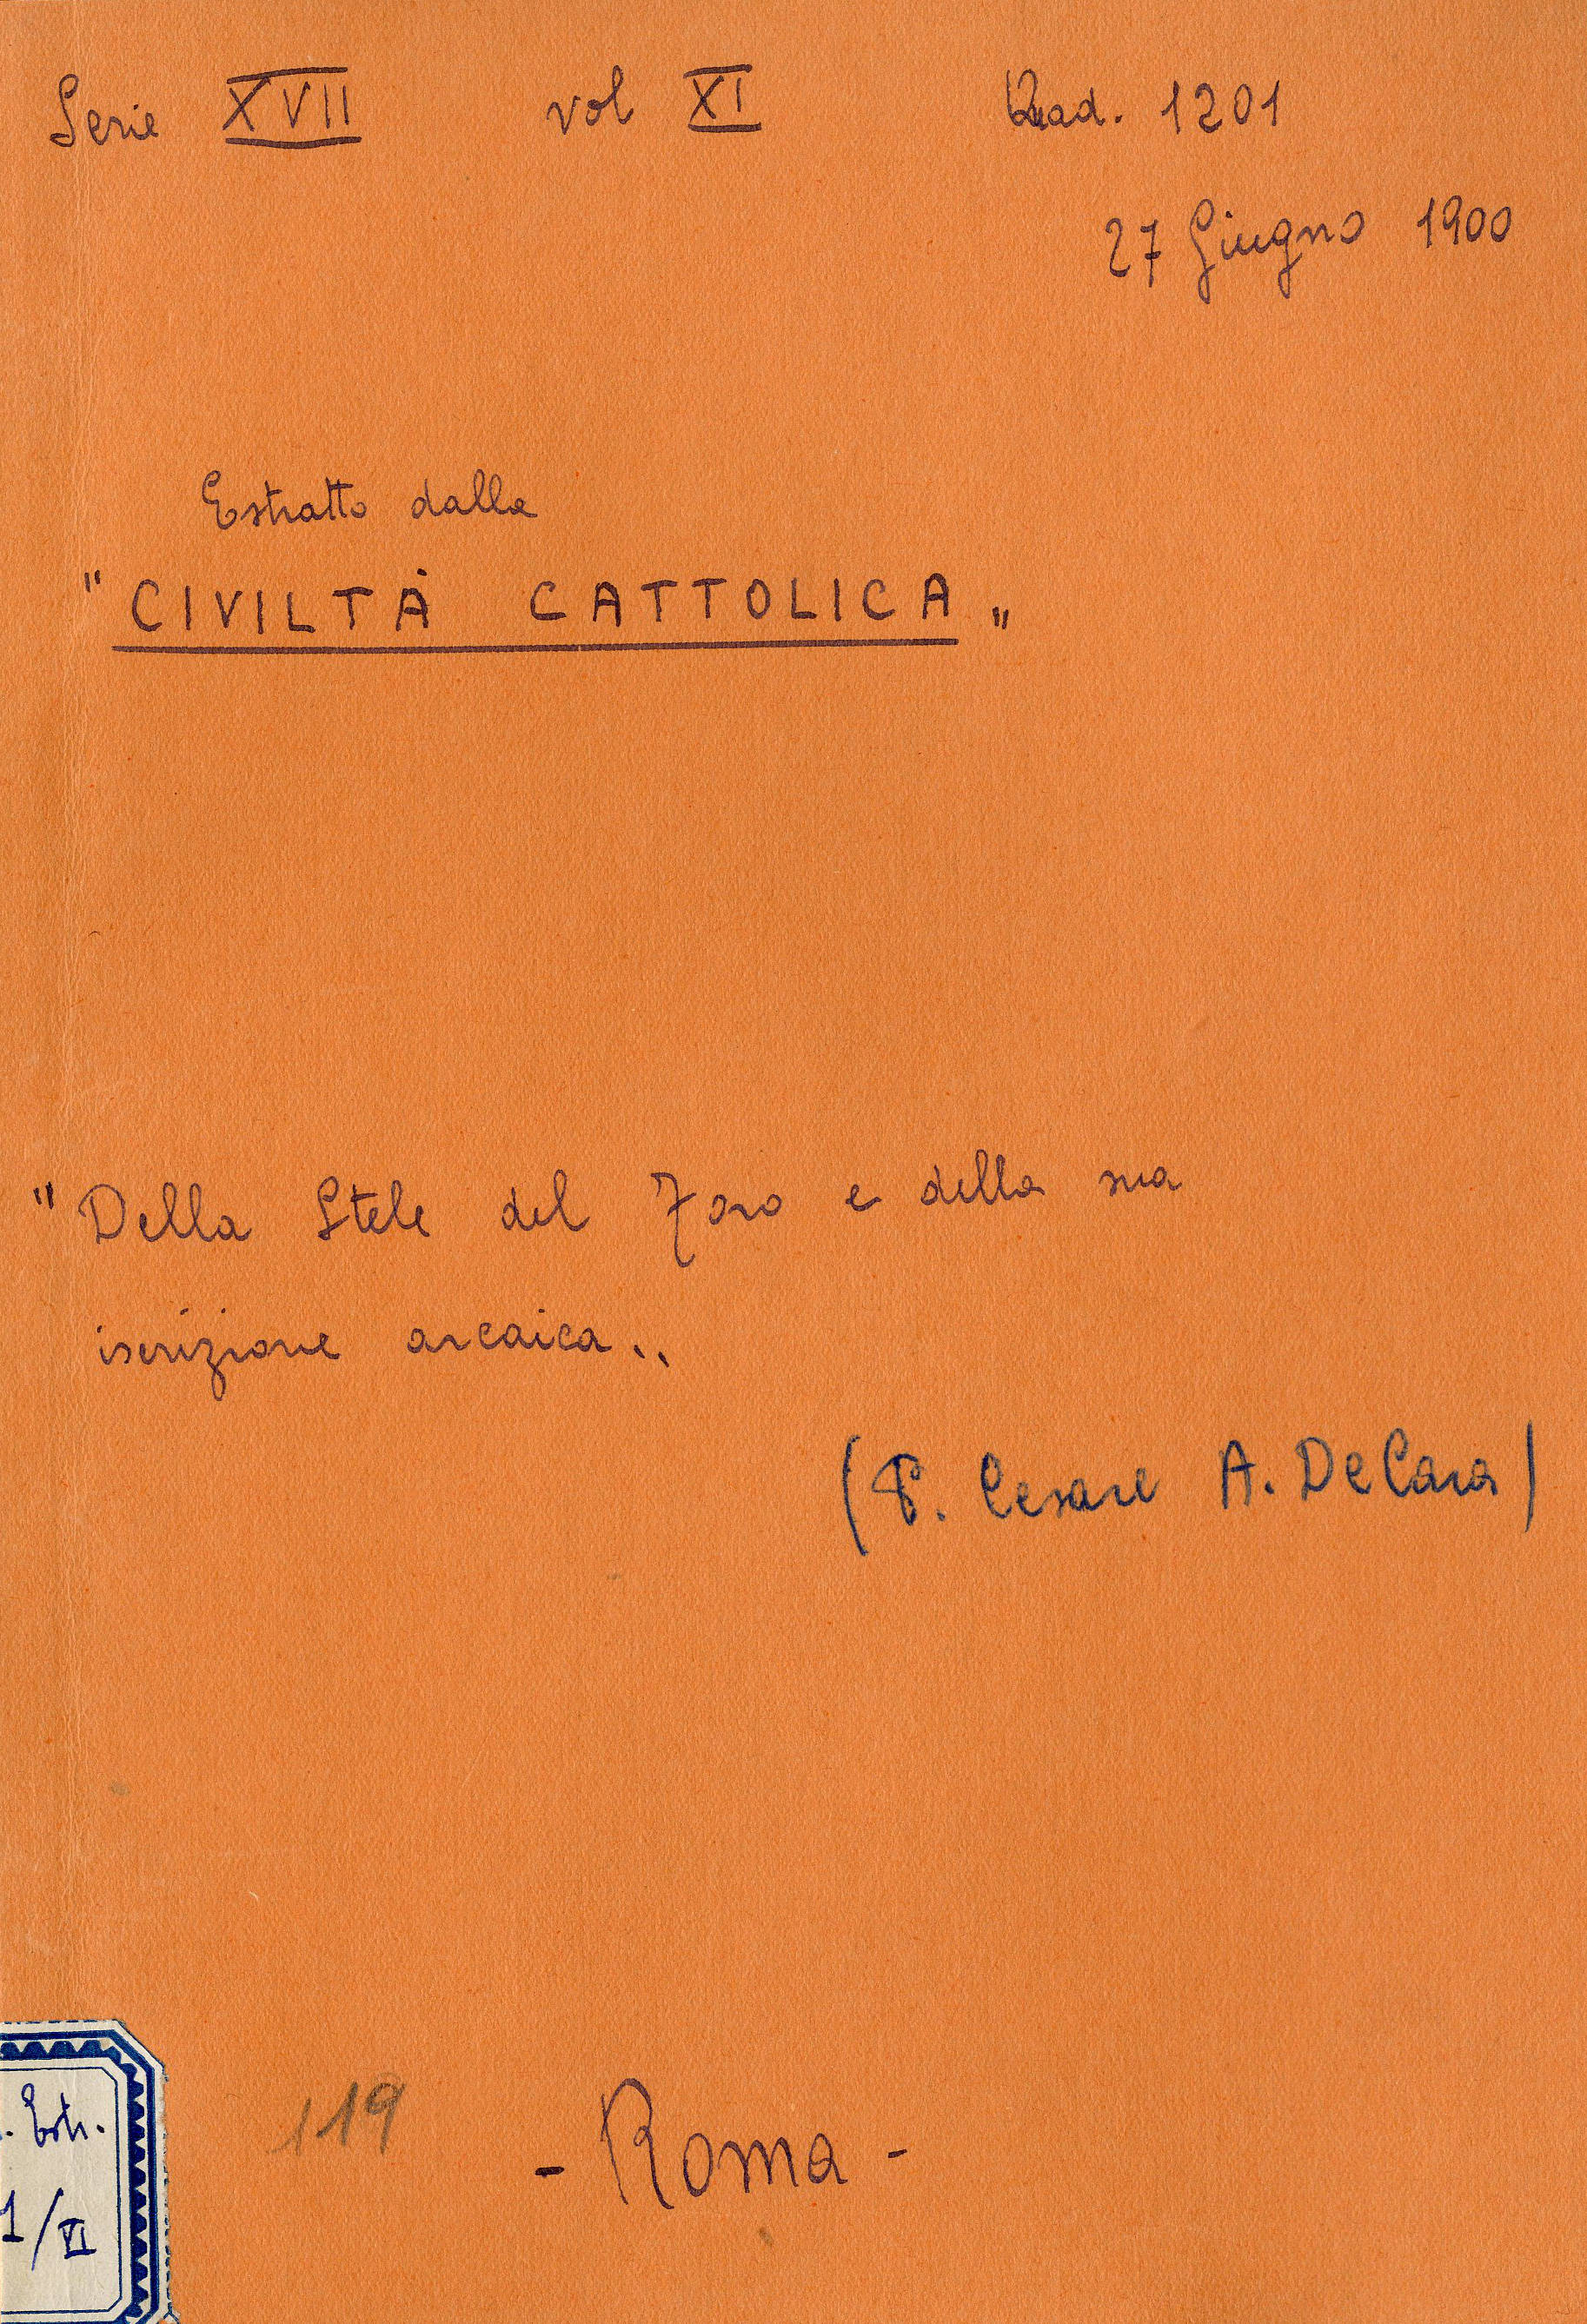 Serie XVII vol XI Quad. 1201
27 Giugno 1900
Estratto dalla
"CIVILTÀ CATTOLICA„
"Della Stele del Foro e della sua
iscrizione arcaica..
(P. Cesare A. De Cara)
. Estr.
1/VI
119
- Roma -